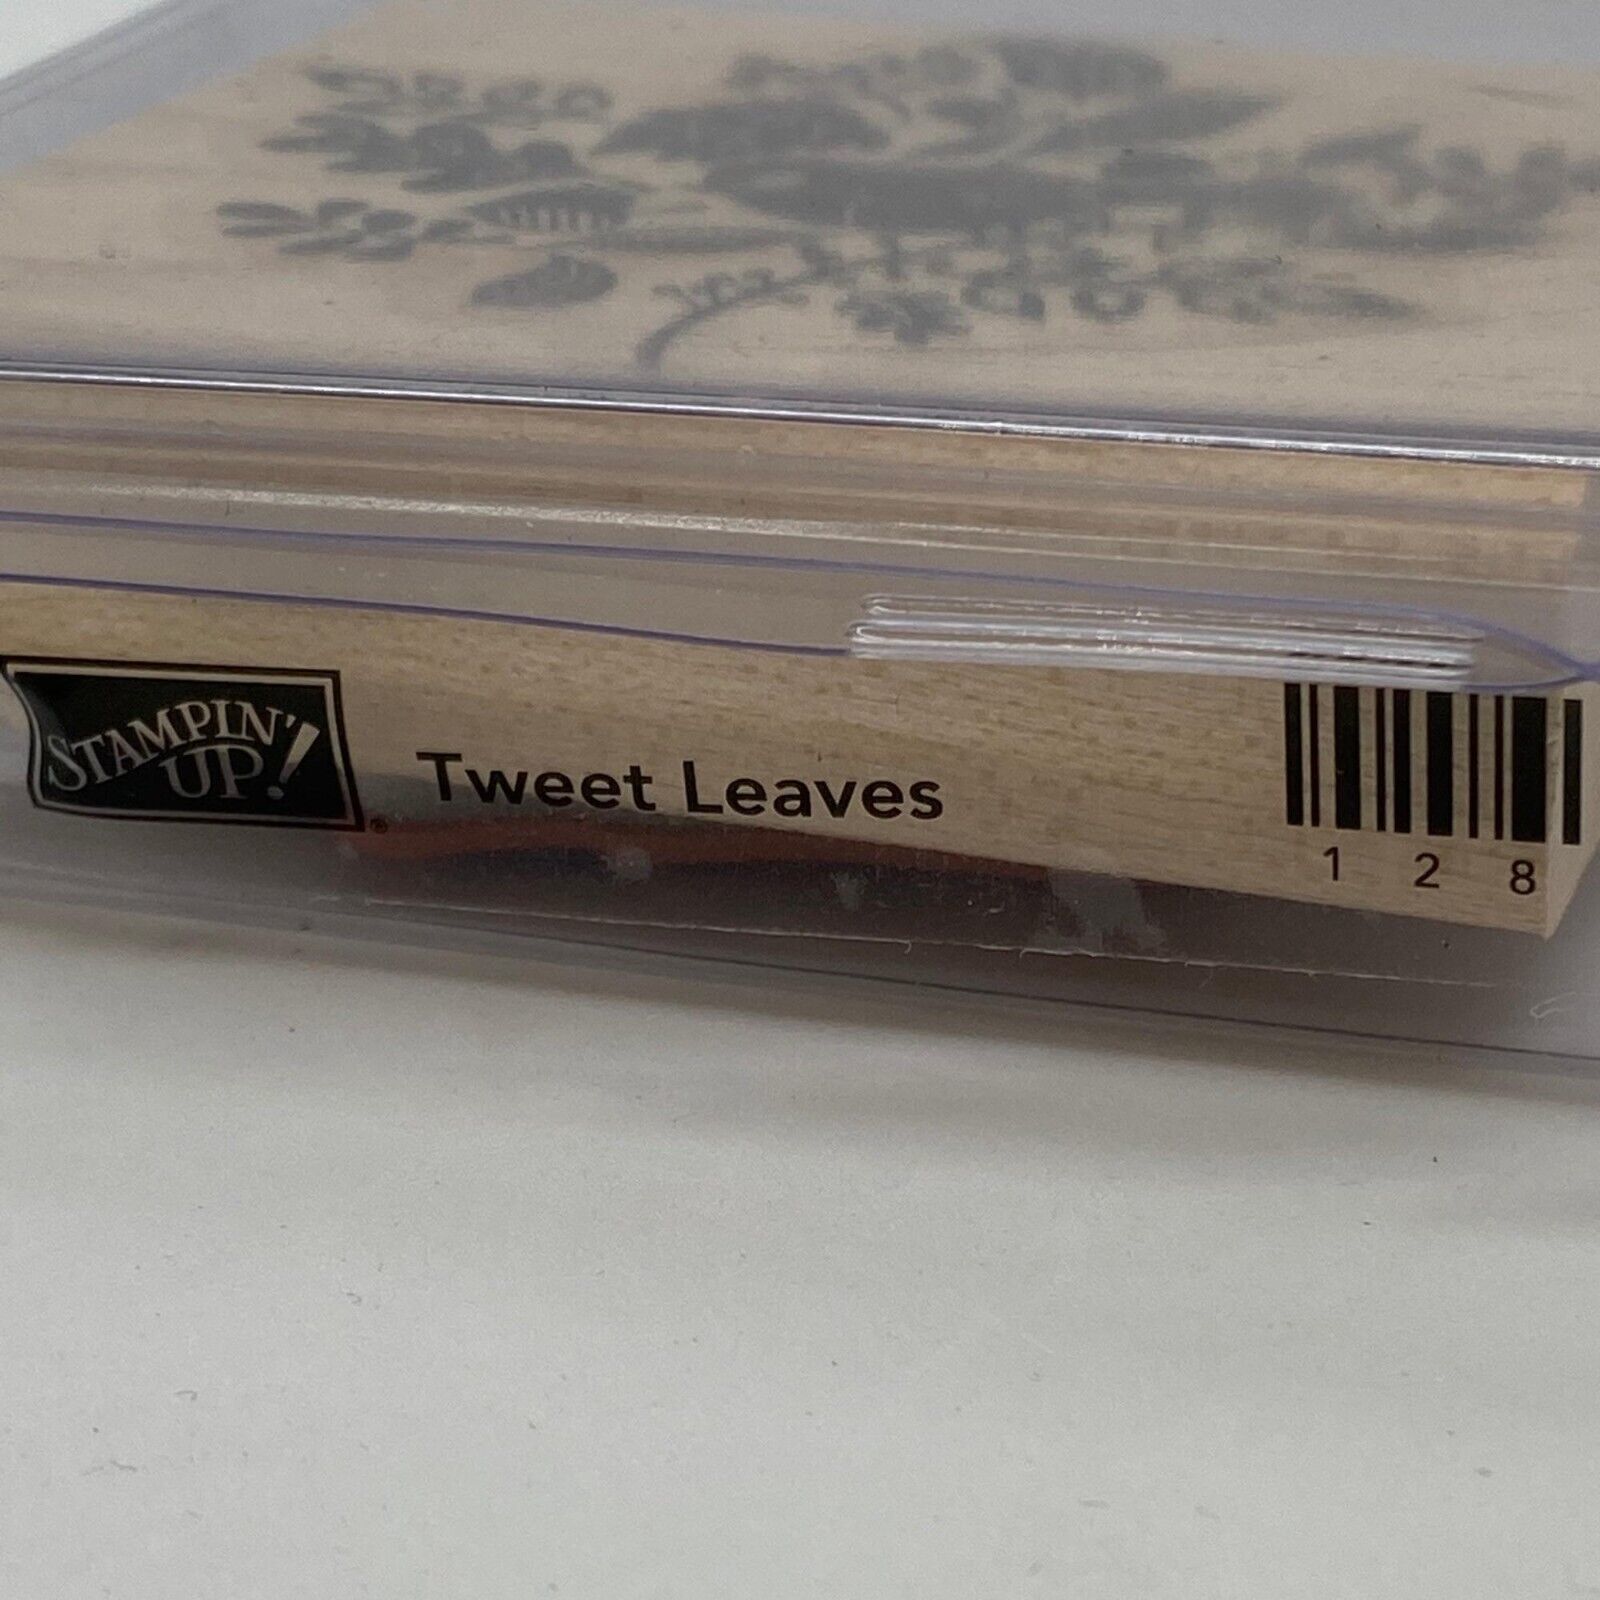 STAMPIN'
UP!
®
Tweet Leaves
1 2 8